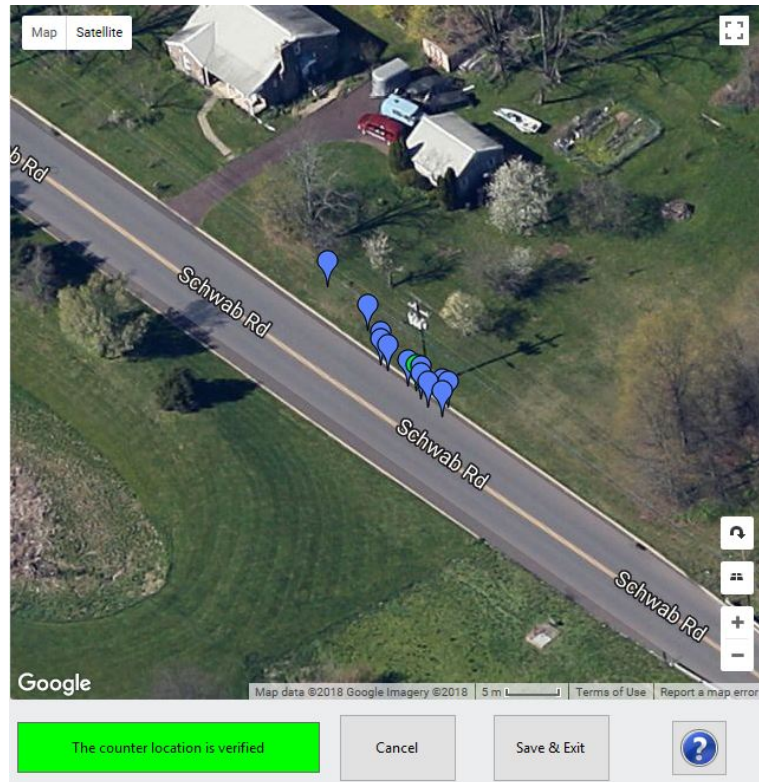 Map Satellite
b Rd
Schwab Rd
Schwab Rd
Schwab Rd
Google
Map data ©2018 Google Imagery ©2018 5 m Terms of Use Report a map error
The counter location is verified Cancel Save & Exit ?